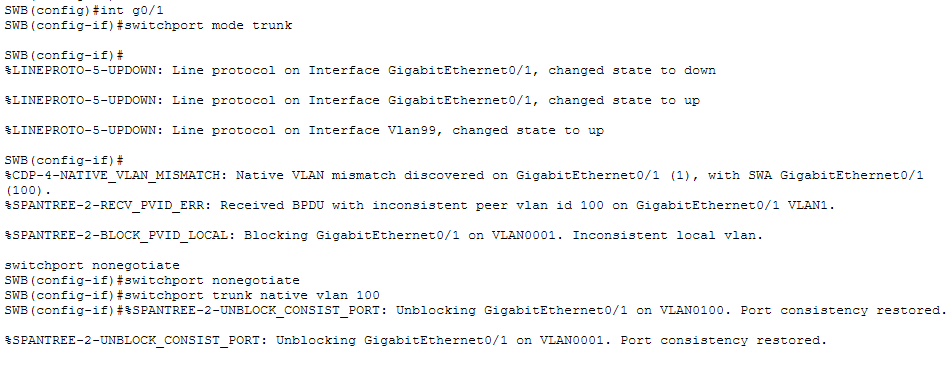 SWB(config)#int g0/1
SWB(config-if)#switchport mode trunk
SWB(config-if)#
%LINEPROTO-5-UPDOWN: Line protocol on Interface GigabitEthernet0/1, changed state to down
%LINEPROTO-5-UPDOWN: Line protocol on Interface GigabitEthernet0/1, changed state to up
%LINEPROTO-5-UPDOWN: Line protocol on Interface Vlan99, changed state to up
SWB(config-if)#
%CDP-4-NATIVE_VLAN_MISMATCH: Native VLAN mismatch discovered on GigabitEthernet0/1 (1), with SWA GigabitEthernet0/1
(100).
%SPANTREE-2-RECV_PVID_ERR: Received BPDU with inconsistent peer vlan id 100 on GigabitEthernet0/1 VLAN1.
%SPANTREE-2-BLOCK_PVID_LOCAL: Blocking GigabitEthernet0/1 on VLAN0001. Inconsistent local vlan.
switchport nonegotiate
SWB(config-if)#switchport nonegotiate
SWB(config-if)#switchport trunk native vlan 100
SWB(config-if)#%SPANTREE-2-UNBLOCK_CONSIST_PORT: Unblocking GigabitEthernet0/1 on VLAN0100. Port consistency restored.
%SPANTREE-2-UNBLOCK_CONSIST_PORT: Unblocking GigabitEthernet0/1 on VLAN0001. Port consistency restored.